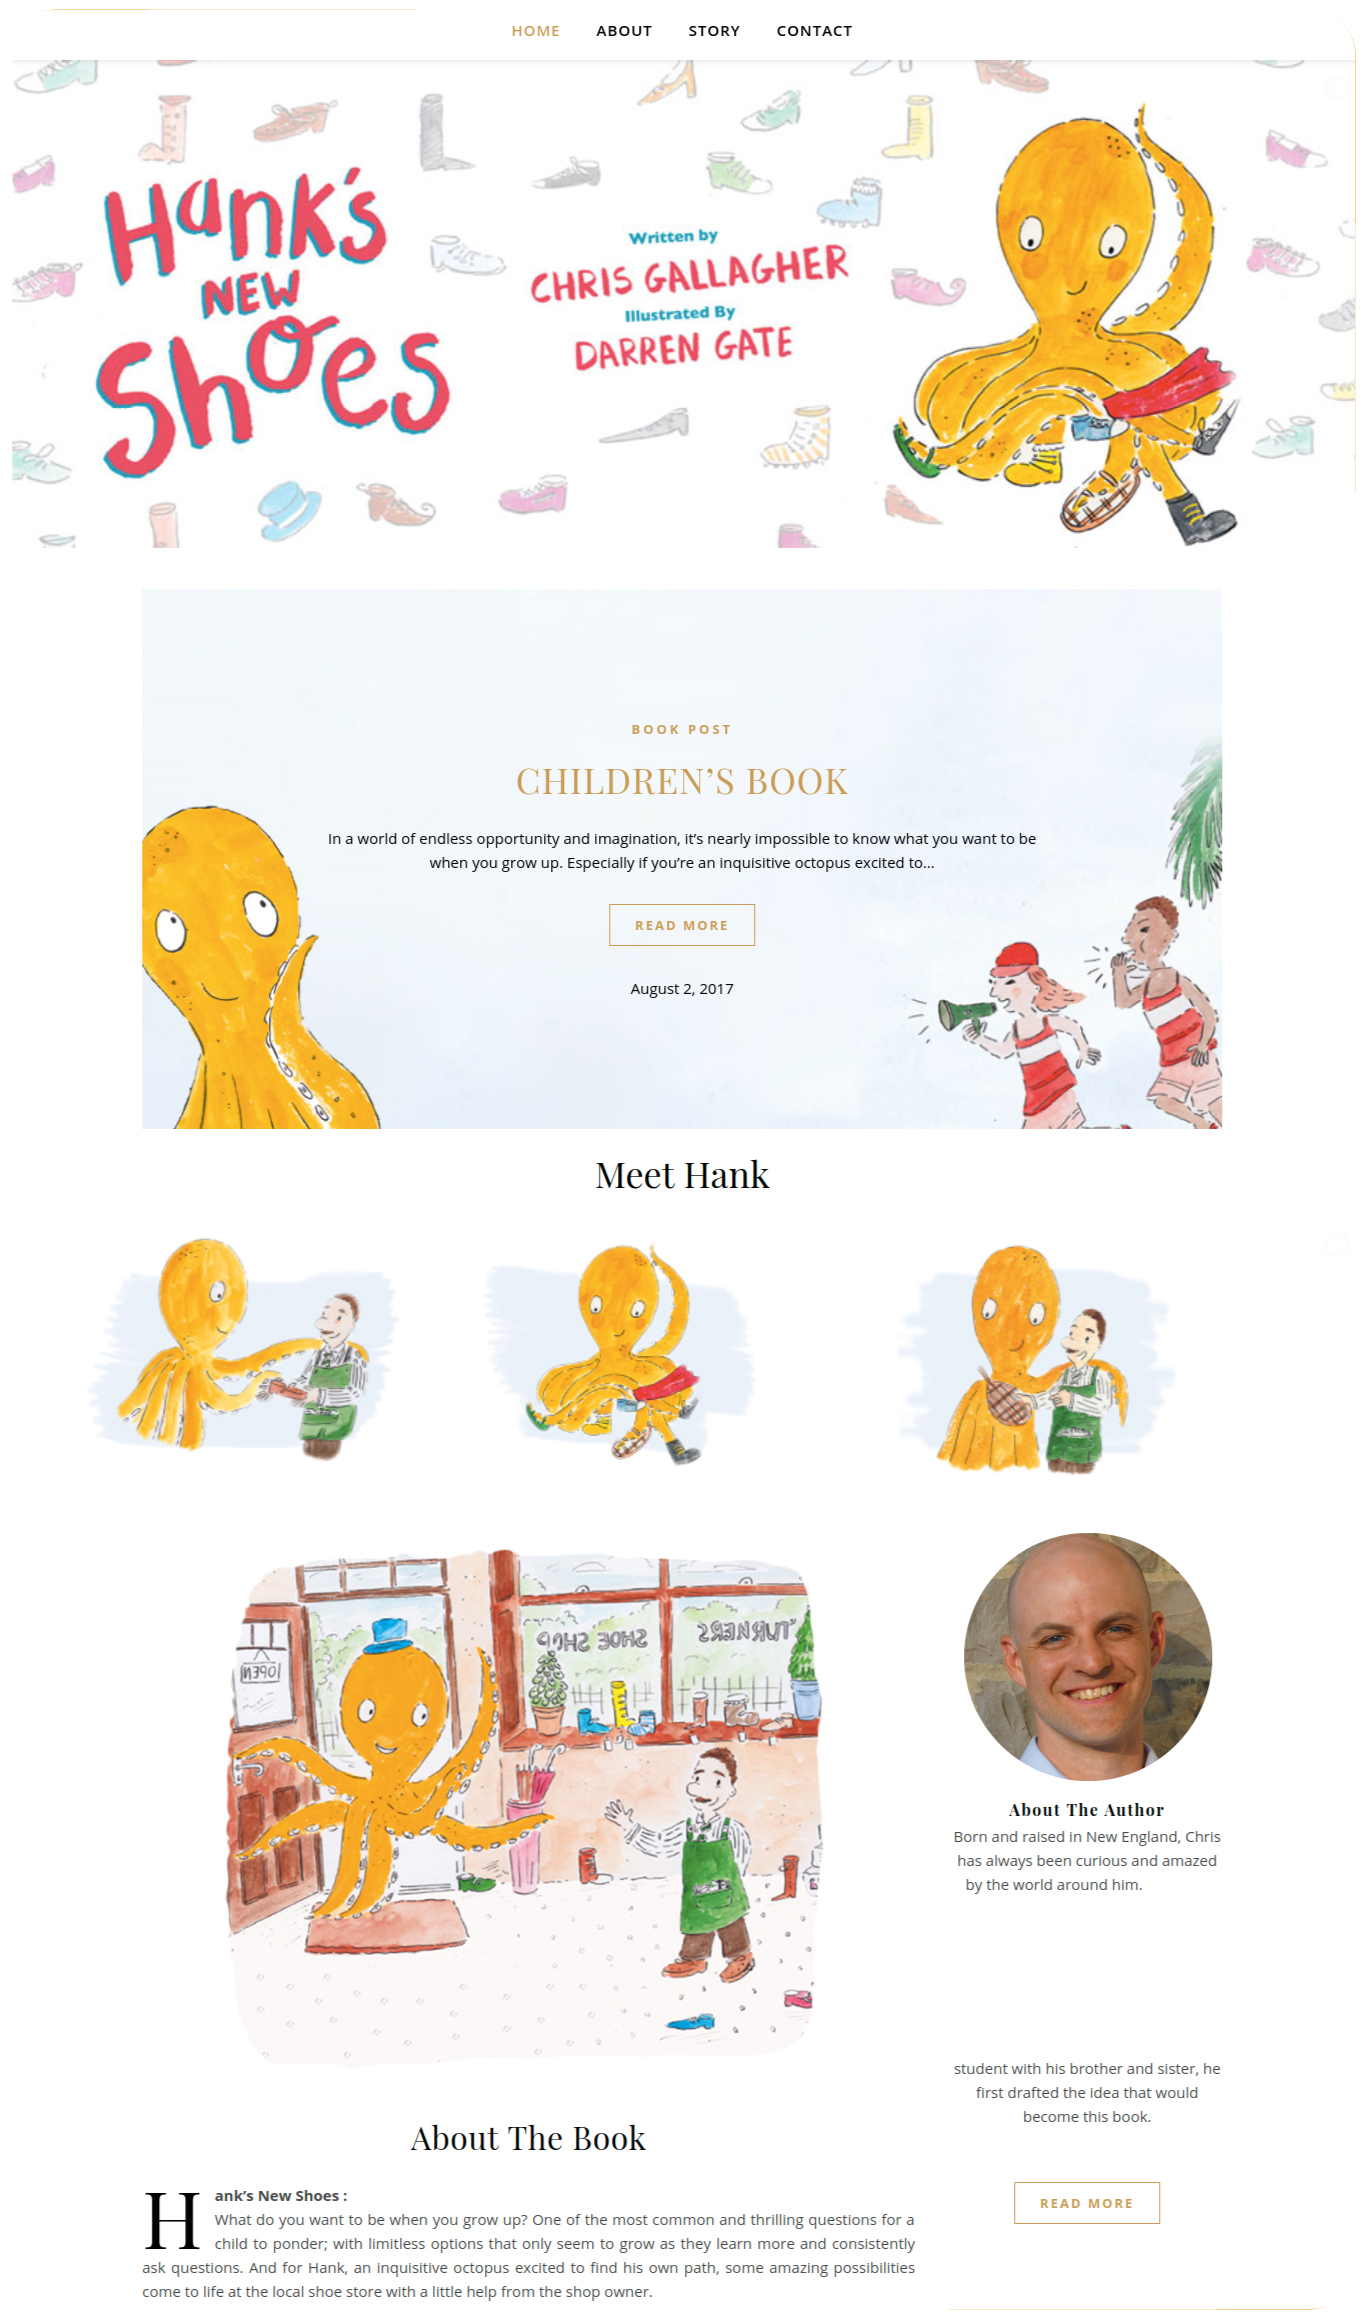 HOME ABOUT STORY CONTACT
Hank's
NEW
Shoes
Written by
CHRIS GALLAGHER
Illustrated By
DARREN GATE
BOOK POST
CHILDREN’S BOOK
In a world of endless opportunity and imagination, it’s nearly impossible to know what you want to be
when you grow up. Especially if you’re an inquisitive octopus excited to...
READ MORE
August 2, 2017
Meet Hank
OPEN
SHOE SHOP
TURNERS'
About The Author
Born and raised in New England, Chris
has always been curious and amazed
by the world around him.
student with his brother and sister, he
first drafted the idea that would
become this book.
READ MORE
About The Book
Hank’s New Shoes :
What do you want to be when you grow up? One of the most common and thrilling questions for a
child to ponder; with limitless options that only seem to grow as they learn more and consistently
ask questions. And for Hank, an inquisitive octopus excited to find his own path, some amazing possibilities
come to life at the local shoe store with a little help from the shop owner.